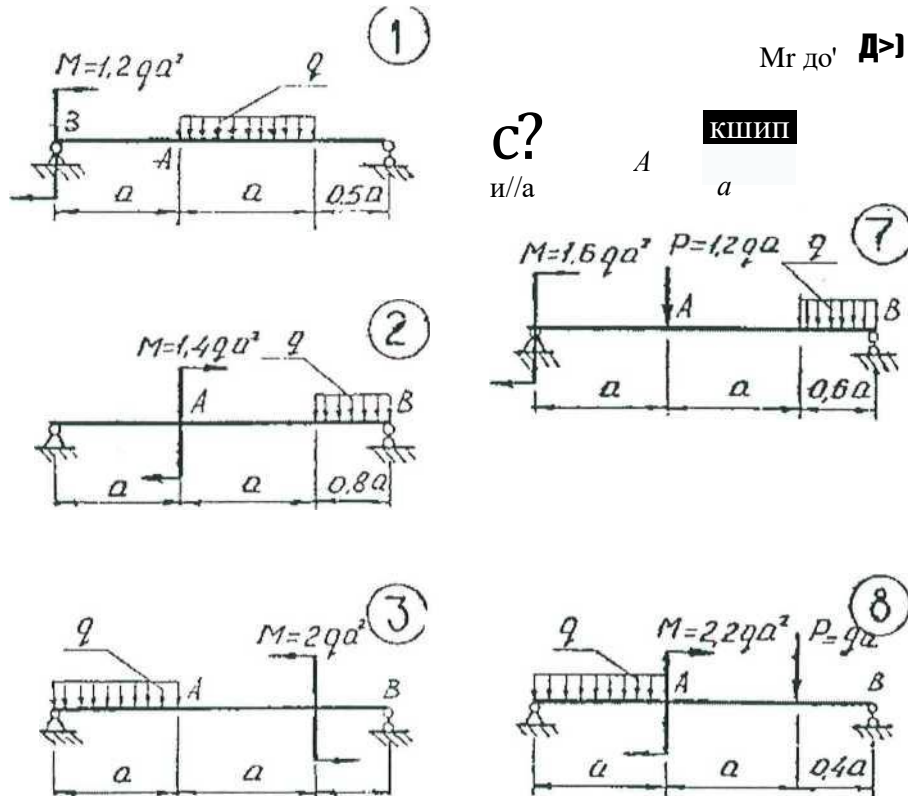 1
M=1,2qa²
q
B
A
a
a
0.5a
Mr до' Д>]
с?
кшип
и//а
A
a
7
M=1,6qa²
P=1,2qa
q
A
B
a
a
0,6a
2
M=1,4qa²
q
A
B
a
a
0,8a
3
q
M=2qa²
A
B
a
a
8
q
M=2,2qa²
P=qa
A
B
a
a
0,4a